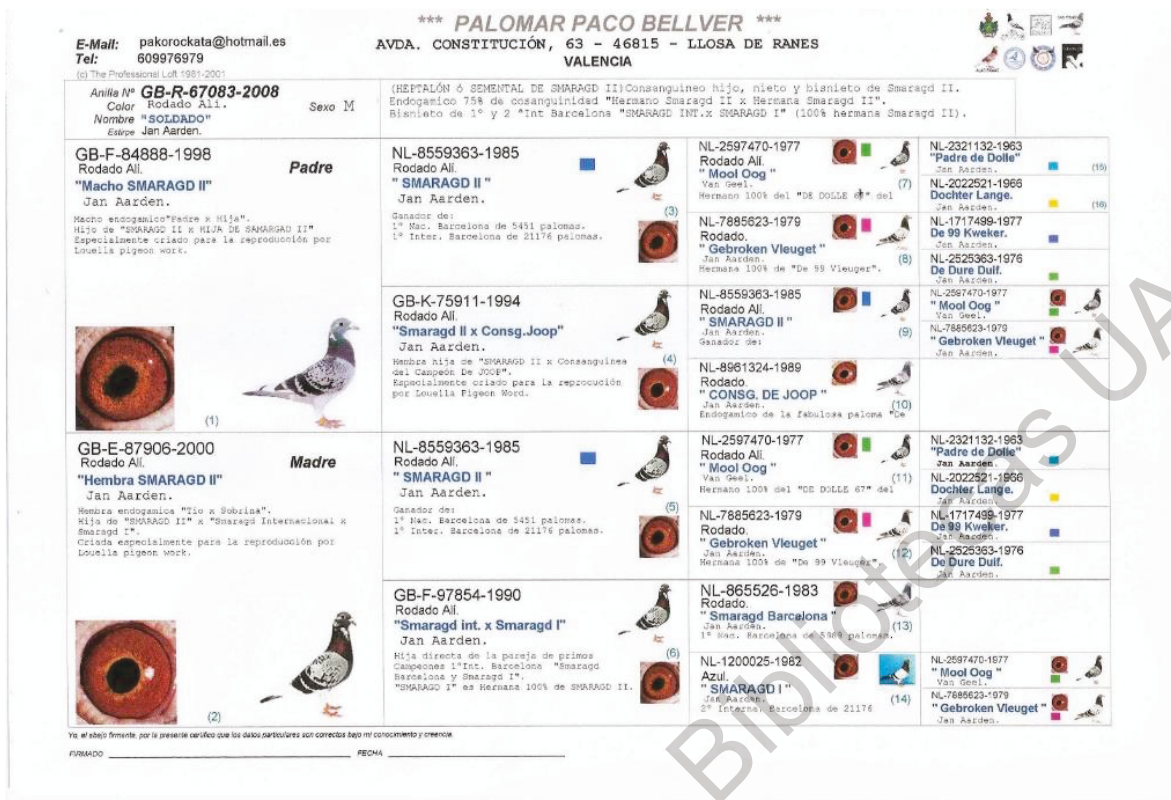 *** PALOMAR PACO BELLVER ***
E-Mail: pakorockata@hotmail.es
Tel: 609976979
AVDA. CONSTITUCIÓN, 63 - 46815 - LLOSA DE RANES
VALENCIA
(c) The Professional Loft 1981-2001
Anilla Nº GB-R-67083-2008
Color Rodado Ali. Sexo M
Nombre "SOLDADO"
Estirpe Jan Aarden.
(HEPTALÓN ó SEMENTAL DE SMARAGD II)Consanguineo hijo, nieto y bisnieto de Smaragd II.
Endogamico 75% de cosanguinidad "Hermano Smaragd II x Hermana Smaragd II".
Bisnieto de 1º y 2 ªInt Barcelona "SMARAGD INT.x SMARAGD I" (100% hermana Smaragd II).
GB-F-84888-1998
Rodado Alí. Padre
"Macho SMARAGD II"
Jan Aarden.
Macho endogamico"Padre x Hija".
Hijo de "SMARAGD II x HIJA DE SAMARGAD II"
Especialmente criado para la reproducción por
Louella pigeon work.
(1)
GB-E-87906-2000
Rodado Alí. Madre
"Hembra SMARAGD II"
Jan Aarden.
Hembra endogamica "Tio x Sobrina".
Hija de "SMARAGD II" x "Smaragd Internacional x
Smaragd I".
Criada especialmente para la reproducción por
Louella pigeon work.
(2)
NL-8559363-1985
Rodado Alí.
" SMARAGD II "
Jan Aarden.
(3)
Ganador de:
1º Nac. Barcelona de 5451 palomas.
1º Inter. Barcelona de 21176 palomas.
GB-K-75911-1994
Rodado Alí.
"Smaragd II x Consg.Joop"
Jan Aarden.
(4)
Hembra hija de "SMARAGD II x Consanguinea
del Campeón De JOOP".
Especialmente criado para la reprocución
por Louella Pigeon Word.
NL-8559363-1985
Rodado Alí.
" SMARAGD II "
Jan Aarden.
(5)
Ganador de:
1º Nac. Barcelona de 5451 palomas.
1º Inter. Barcelona de 21176 palomas.
GB-F-97854-1990
Rodado Alí.
"Smaragd int. x Smaragd I"
Jan Aarden.
(6)
Hija directa de la pareja de primos
Campeones 1ºInt. Barcelona "Smaragd
Barcelona y Smaragd I".
"SMARAGD I" es Hermana 100% de SMARAGD II.
NL-2597470-1977
Rodado Alí.
" Mool Oog "
Van Geel.
(7)
Hermano 100% del "DE DOLLE 67" del
NL-7885623-1979
Rodado.
" Gebroken Vleuget "
Jan Aarden.
(8)
Hermana 100% de "De 99 Vleuger".
NL-8559363-1985
Rodado Alí.
" SMARAGD II "
Jan Aarden.
(9)
Ganador de:
NL-8961324-1989
Rodado.
" CONSG. DE JOOP "
Jan Aarden.
(10)
Endogamico de la fabulosa paloma "De
NL-2597470-1977
Rodado Alí.
" Mool Oog "
Van Geel.
(11)
Hermano 100% del "DE DOLLE 67" del
NL-7885623-1979
Rodado.
" Gebroken Vleuget "
Jan Aarden.
(12)
Hermana 100% de "De 99 Vleuger".
NL-865526-1983
Rodado.
" Smaragd Barcelona "
Jan Aarden.
(13)
1º Nac. Barcelona de 5989 palomas.
NL-1200025-1982
Azul.
" SMARAGD I "
Jan Aarden.
(14)
2º Internal Barcelona de 21176
NL-2321132-1963
"Padre de Dolle"
Jan Aarden.
(15)
NL-2022521-1966
Dochter Lange.
Jan Aarden.
(16)
NL-1717499-1977
De 99 Kweker.
Jan Aarden.
NL-2525363-1976
De Dure Duif.
Jan Aarden.
NL-2597470-1977
" Mool Oog "
Van Geel.
NL-7885623-1979
" Gebroken Vleuget "
Jan Aarden.
NL-2321132-1963
"Padre de Dolle"
Jan Aarden.
NL-2022521-1966
Dochter Lange.
Jan Aarden.
NL-1717499-1977
De 99 Kweker.
Jan Aarden.
NL-2525363-1976
De Dure Duif.
Jan Aarden.
NL-2597470-1977
" Mool Oog "
Van Geel.
NL-7885623-1979
" Gebroken Vleuget "
Jan Aarden.
Yo, el abajo firmente, por la presente certifico que los datos particulares son correctos bajo mi conocimiento y creencia.
FIRMADO FECHA
Bibliotecas UA